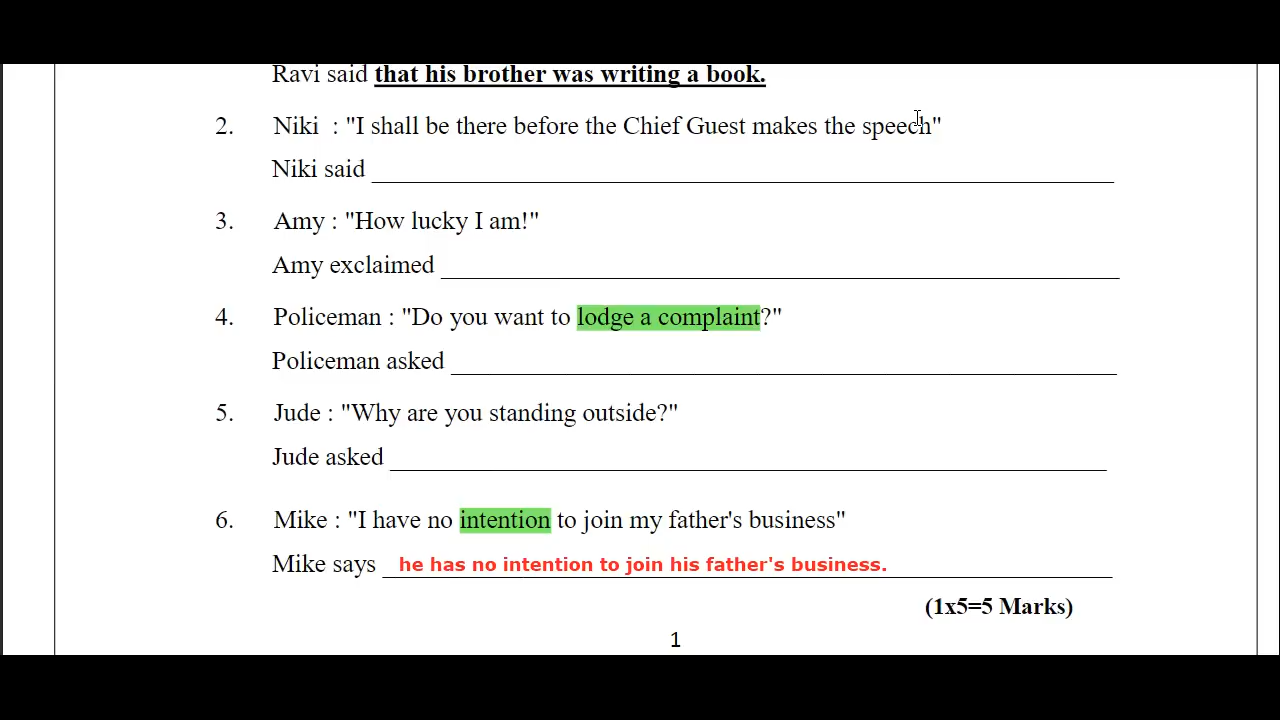 Ravi said that his brother was writing a book.
2. Niki : "I shall be there before the Chief Guest makes the speech"
Niki said
3. Amy : "How lucky I am!"
Amy exclaimed
4. Policeman : "Do you want to lodge a complaint?"
Policeman asked
5. Jude : "Why are you standing outside?"
Jude asked
6. Mike : "I have no intention to join my father's business"
Mike says he has no intention to join his father's business.
(1x5=5 Marks)
1